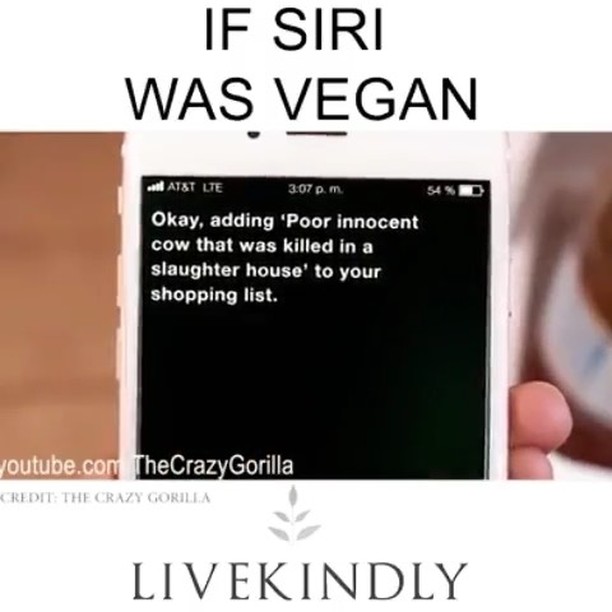 IF SIRI
WAS VEGAN
AT&T LTE 3:07 p. m. 54 %
Okay, adding 'Poor innocent
cow that was killed in a
slaughter house' to your
shopping list.
youtube.com/TheCrazyGorilla
CREDIT: THE CRAZY GORILLA
LIVEKINDLY